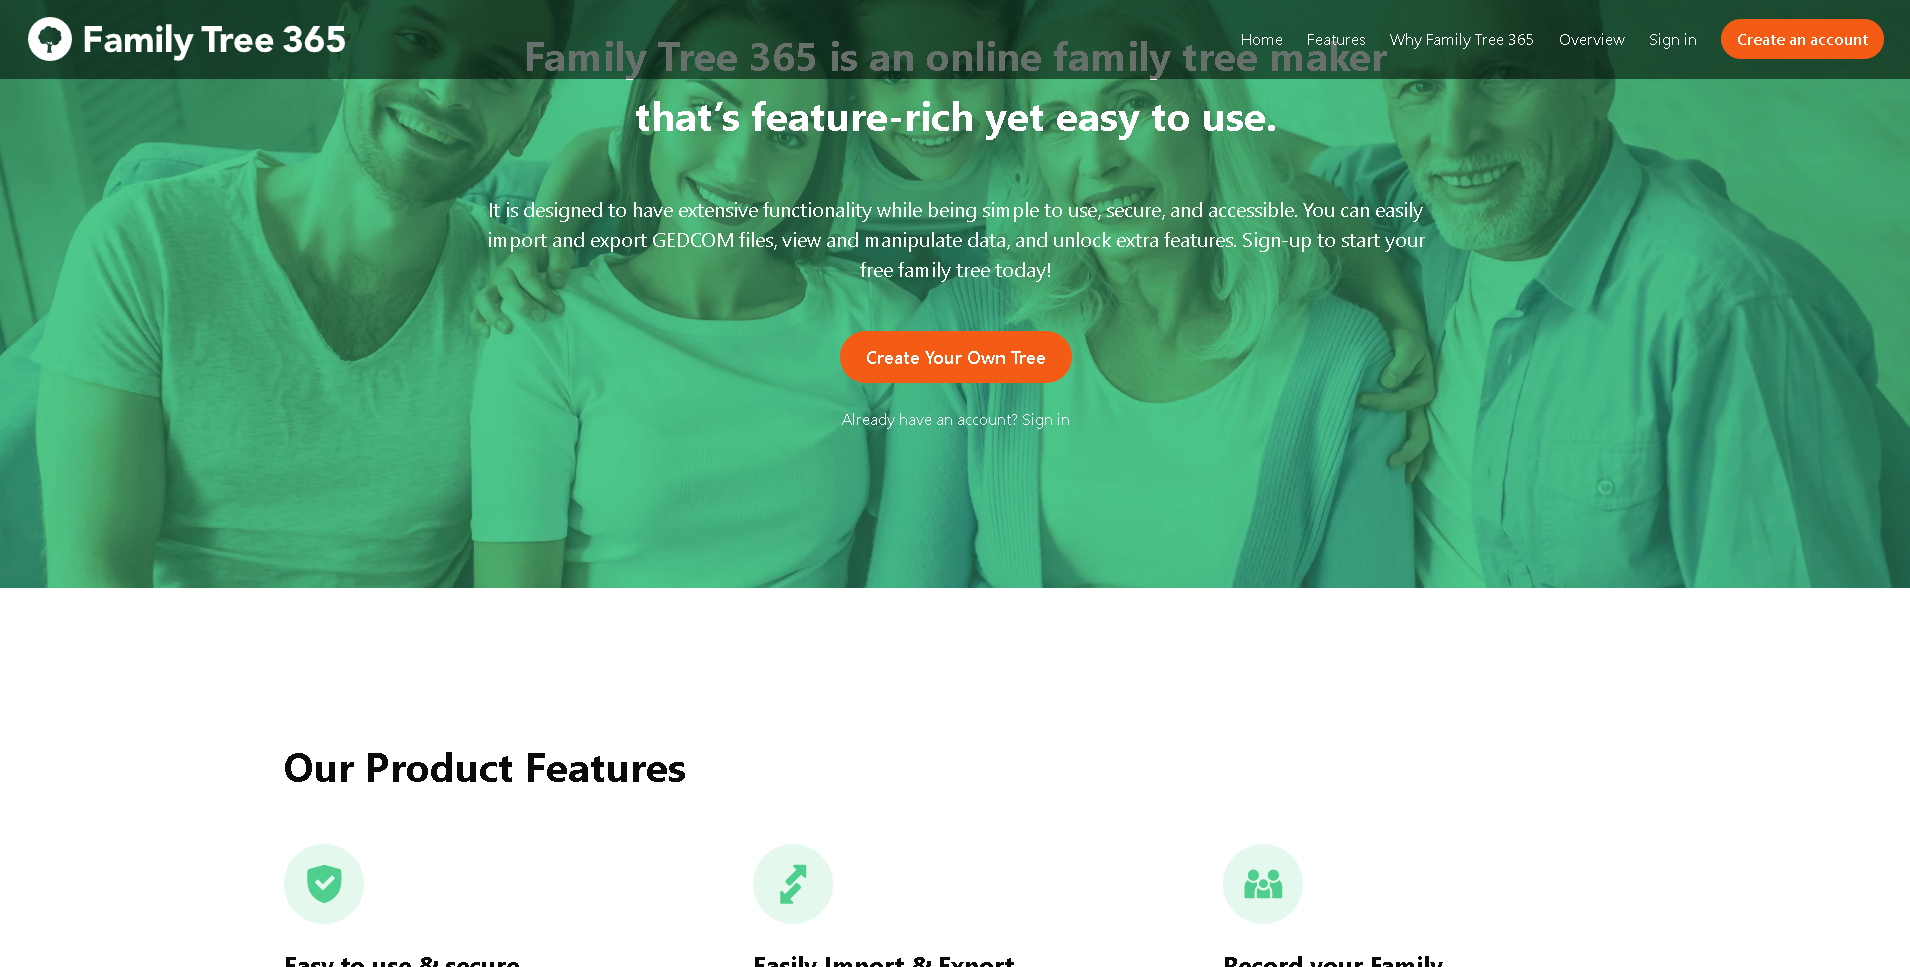 Family Tree 365
Home
Features
Why Family Tree 365
Overview
Sign in
Create an account
Family Tree 365 is an online family tree maker
that's feature-rich yet easy to use.
It is designed to have extensive functionality while being simple to use, secure, and accessible. You can easily
import and export GEDCOM files, view and manipulate data, and unlock extra features. Sign-up to start your
free family tree today!
Create Your Own Tree
Already have an account? Sign in
Our Product Features
Easy to use & secure
Easily Import & Export
Record your Family